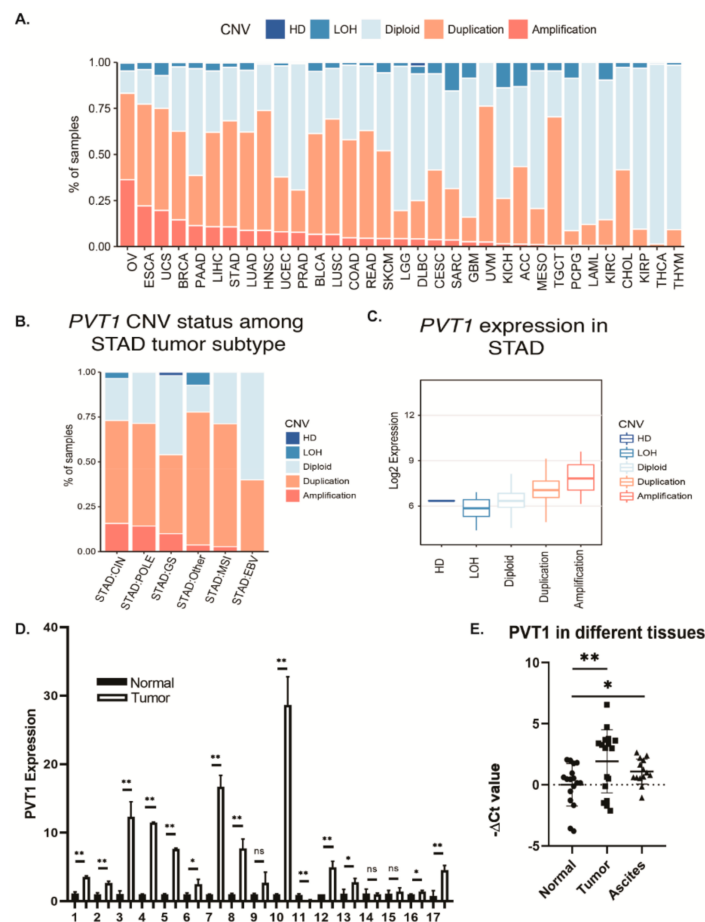 A.
CNV HD LOH Diploid Duplication Amplification
% of samples
1.00
0.75
0.50
0.25
0.00
OV ESCA UCS BRCA PAAD LIHC STAD LUAD HNSC UCEC PRAD BLCA LUSC COAD READ SKCM LGG DLBC CESC SARC GBM UVM KICH ACC MESO TGCT PCPG LAML KIRC CHOL KIRP THCA THYM
B.
PVT1 CNV status among
STAD tumor subtype
% of samples
1.00
0.75
0.50
0.25
0.00
CNV
HD
LOH
Diploid
Duplication
Amplification
STAD:CIN STAD:POLE STAD:GS STAD:Other STAD:MSI STAD:EBV
C.
PVT1 expression in
STAD
Log2 Expression
12
9
6
CNV
HD
LOH
Diploid
Duplication
Amplification
HD LOH Diploid Duplication Amplification
D.
PVT1 Expression
40
30
20
10
0
Normal
Tumor
** ** ** ** ** * ** ** ns ** ** ** * ns ns * **
1 2 3 4 5 6 7 8 9 10 11 12 13 14 15 16 17
E.
PVT1 in different tissues
**
*
-ΔCt value
10
5
0
-5
Normal Tumor Ascites